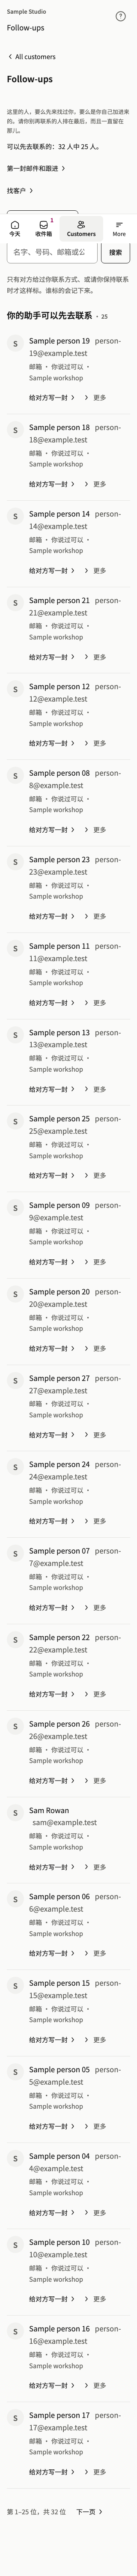 Sample Studio
Follow-ups
All customers
Follow-ups
这里的人，要么先来找过你，要么是你自己加进来
的。请你别再联系的人排在最后，而且一直留在
那儿。
可以先去联系的：32 人中 25 人。
第一封邮件和跟进
找客户
今天
1
收件箱
Customers
More
名字、号码、邮箱或公
搜索
只有对方给过你联系方式、或请你保持联系
时才这样标。谁标的会记下来。
你的助手可以先去联系 · 25
S
Sample person 19 person-
19@example.test
邮箱 · 你说过可以 ·
Sample workshop
给对方写一封
更多
S
Sample person 18 person-
18@example.test
邮箱 · 你说过可以 ·
Sample workshop
给对方写一封
更多
S
Sample person 14 person-
14@example.test
邮箱 · 你说过可以 ·
Sample workshop
给对方写一封
更多
S
Sample person 21 person-
21@example.test
邮箱 · 你说过可以 ·
Sample workshop
给对方写一封
更多
S
Sample person 12 person-
12@example.test
邮箱 · 你说过可以 ·
Sample workshop
给对方写一封
更多
S
Sample person 08 person-
8@example.test
邮箱 · 你说过可以 ·
Sample workshop
给对方写一封
更多
S
Sample person 23 person-
23@example.test
邮箱 · 你说过可以 ·
Sample workshop
给对方写一封
更多
S
Sample person 11 person-
11@example.test
邮箱 · 你说过可以 ·
Sample workshop
给对方写一封
更多
S
Sample person 13 person-
13@example.test
邮箱 · 你说过可以 ·
Sample workshop
给对方写一封
更多
S
Sample person 25 person-
25@example.test
邮箱 · 你说过可以 ·
Sample workshop
给对方写一封
更多
S
Sample person 09 person-
9@example.test
邮箱 · 你说过可以 ·
Sample workshop
给对方写一封
更多
S
Sample person 20 person-
20@example.test
邮箱 · 你说过可以 ·
Sample workshop
给对方写一封
更多
S
Sample person 27 person-
27@example.test
邮箱 · 你说过可以 ·
Sample workshop
给对方写一封
更多
S
Sample person 24 person-
24@example.test
邮箱 · 你说过可以 ·
Sample workshop
给对方写一封
更多
S
Sample person 07 person-
7@example.test
邮箱 · 你说过可以 ·
Sample workshop
给对方写一封
更多
S
Sample person 22 person-
22@example.test
邮箱 · 你说过可以 ·
Sample workshop
给对方写一封
更多
S
Sample person 26 person-
26@example.test
邮箱 · 你说过可以 ·
Sample workshop
给对方写一封
更多
S
Sam Rowan
sam@example.test
邮箱 · 你说过可以 ·
Sample workshop
给对方写一封
更多
S
Sample person 06 person-
6@example.test
邮箱 · 你说过可以 ·
Sample workshop
给对方写一封
更多
S
Sample person 15 person-
15@example.test
邮箱 · 你说过可以 ·
Sample workshop
给对方写一封
更多
S
Sample person 05 person-
5@example.test
邮箱 · 你说过可以 ·
Sample workshop
给对方写一封
更多
S
Sample person 04 person-
4@example.test
邮箱 · 你说过可以 ·
Sample workshop
给对方写一封
更多
S
Sample person 10 person-
10@example.test
邮箱 · 你说过可以 ·
Sample workshop
给对方写一封
更多
S
Sample person 16 person-
16@example.test
邮箱 · 你说过可以 ·
Sample workshop
给对方写一封
更多
S
Sample person 17 person-
17@example.test
邮箱 · 你说过可以 ·
Sample workshop
给对方写一封
更多
第 1–25 位，共 32 位
下一页